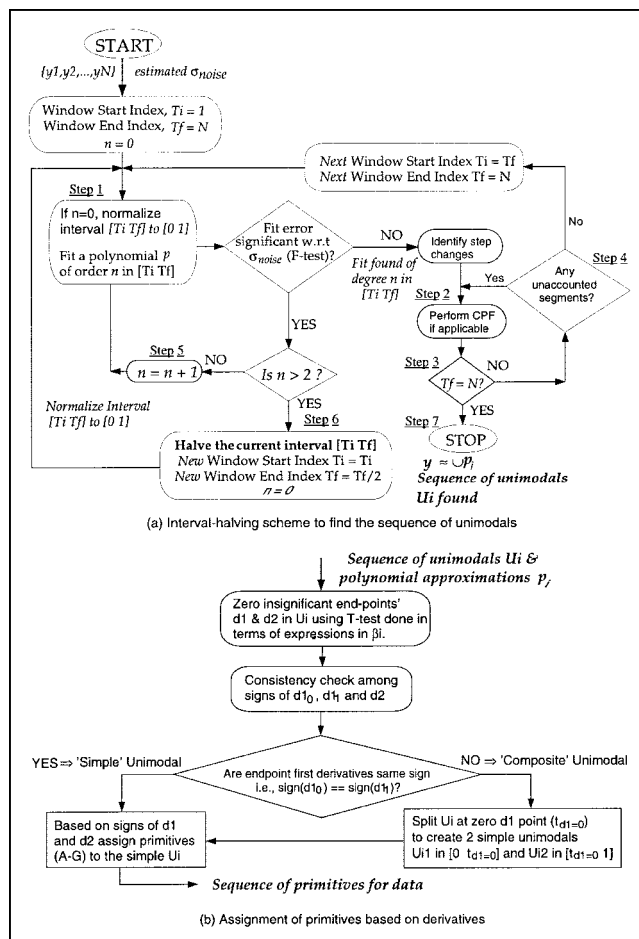 START
{y1,y2,...,yN} estimated σnoise
Window Start Index, Ti = 1
Window End Index, Tf = N
n=0
Next Window Start Index Ti = Tf
Next Window End Index Tf = N
Step 1
If n=0, normalize
interval [Ti Tf] to [0 1]
Fit a polynomial p
of order n in [Ti Tf]
Fit error
significant w.r.t
σnoise (F-test)?
NO
Fit found of
degree n in
[Ti Tf]
Identify step
changes
No
Step 4
Any
unaccounted
segments?
Yes
Step 2
Perform CPF
if applicable
YES
Step 5
n = n + 1
NO
Is n > 2 ?
Step 3
Tf = N?
NO
Normalize Interval
[Ti Tf] to [0 1]
YES
Step 6
Halve the current interval [Ti Tf]
New Window Start Index Ti = Ti
New Window End Index Tf = Tf/2
n=0
YES
Step 7
STOP
y ≈ ∪pi
Sequence of unimodals
Ui found
(a) Interval-halving scheme to find the sequence of unimodals
Sequence of unimodals Ui &
polynomial approximations pi
Zero insignificant end-points'
d1 & d2 in Ui using T-test done in
terms of expressions in βi.
Consistency check among
signs of d10, d11 and d2
YES ⇒ 'Simple' Unimodal
NO ⇒ 'Composite' Unimodal
Are endpoint first derivatives same sign
i.e., sign(d10) == sign(d11)?
Based on signs of d1
and d2 assign primitives
(A-G) to the simple Ui
Split Ui at zero d1 point (td1=0)
to create 2 simple unimodals
Ui1 in [0 td1=0] and Ui2 in [td1=0 1]
Sequence of primitives for data
(b) Assignment of primitives based on derivatives